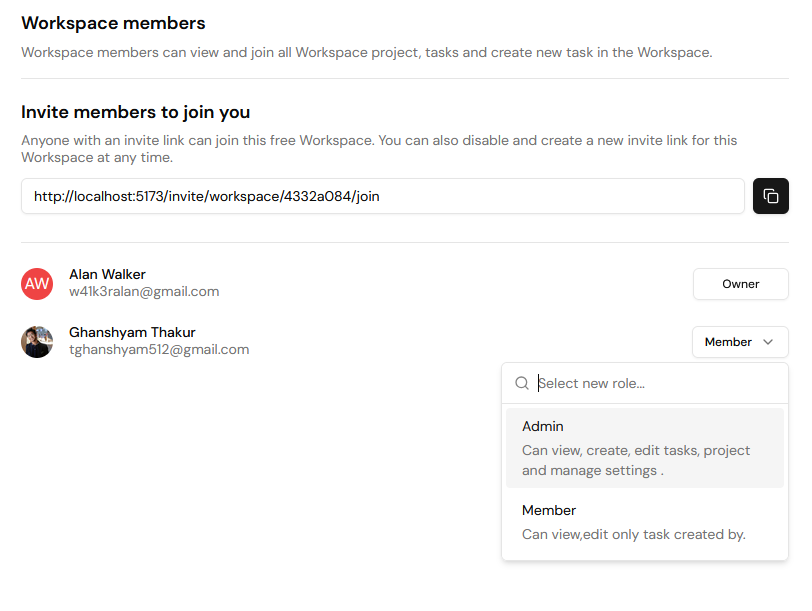 Workspace members
Workspace members can view and join all Workspace project, tasks and create new task in the Workspace.
Invite members to join you
Anyone with an invite link can join this free Workspace. You can also disable and create a new invite link for this
Workspace at any time.
http://localhost:5173/invite/workspace/4332a084/join
AW
Alan Walker
w41k3ralan@gmail.com
Owner
Ghanshyam Thakur
tghanshyam512@gmail.com
Member
Select new role...
Admin
Can view, create, edit tasks, project
and manage settings .
Member
Can view,edit only task created by.